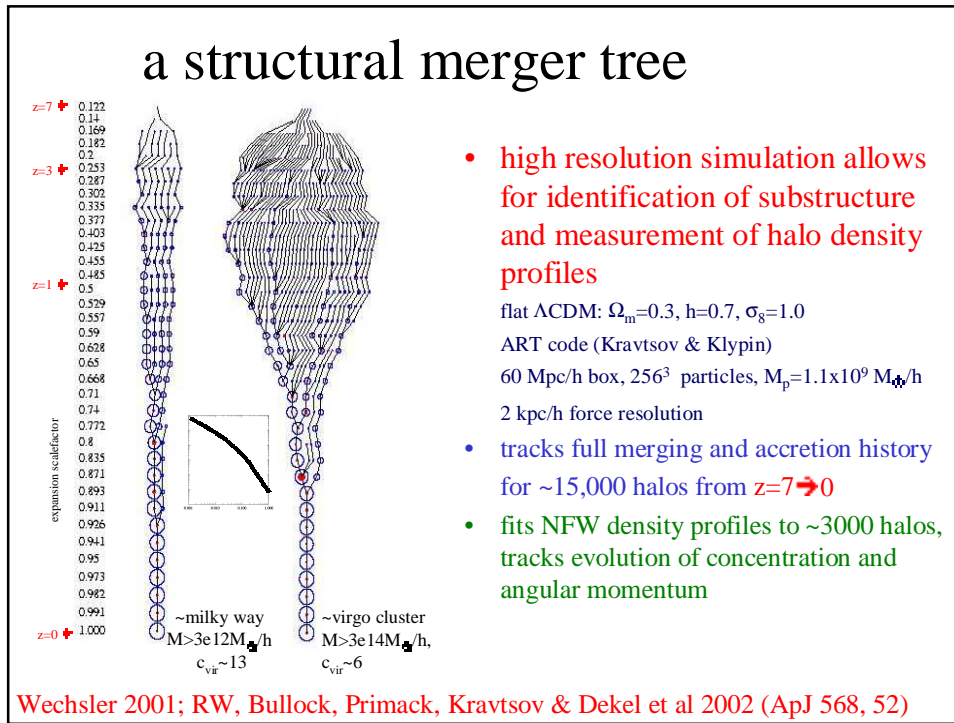 a structural merger tree
z=7
z=3
z=1
z=0
expansion scalefactor
0.122
0.14
0.169
0.182
0.2
0.253
0.287
0.302
0.335
0.377
0.403
0.425
0.455
0.485
0.5
0.529
0.557
0.59
0.628
0.65
0.668
0.71
0.74
0.772
0.8
0.835
0.871
0.893
0.911
0.926
0.941
0.95
0.973
0.982
0.991
1.000
~milky way
M>3e12M/h
c_vir~13
~virgo cluster
M>3e14M/h,
c_vir~6
• high resolution simulation allows
for identification of substructure
and measurement of halo density
profiles
flat ΛCDM: Ωm=0.3, h=0.7, σ8=1.0
ART code (Kravtsov & Klypin)
60 Mpc/h box, 256³ particles, Mp=1.1x10⁹ M/h
2 kpc/h force resolution
• tracks full merging and accretion history
for ~15,000 halos from z=7➔0
• fits NFW density profiles to ~3000 halos,
tracks evolution of concentration and
angular momentum
Wechsler 2001; RW, Bullock, Primack, Kravtsov & Dekel et al 2002 (ApJ 568, 52)